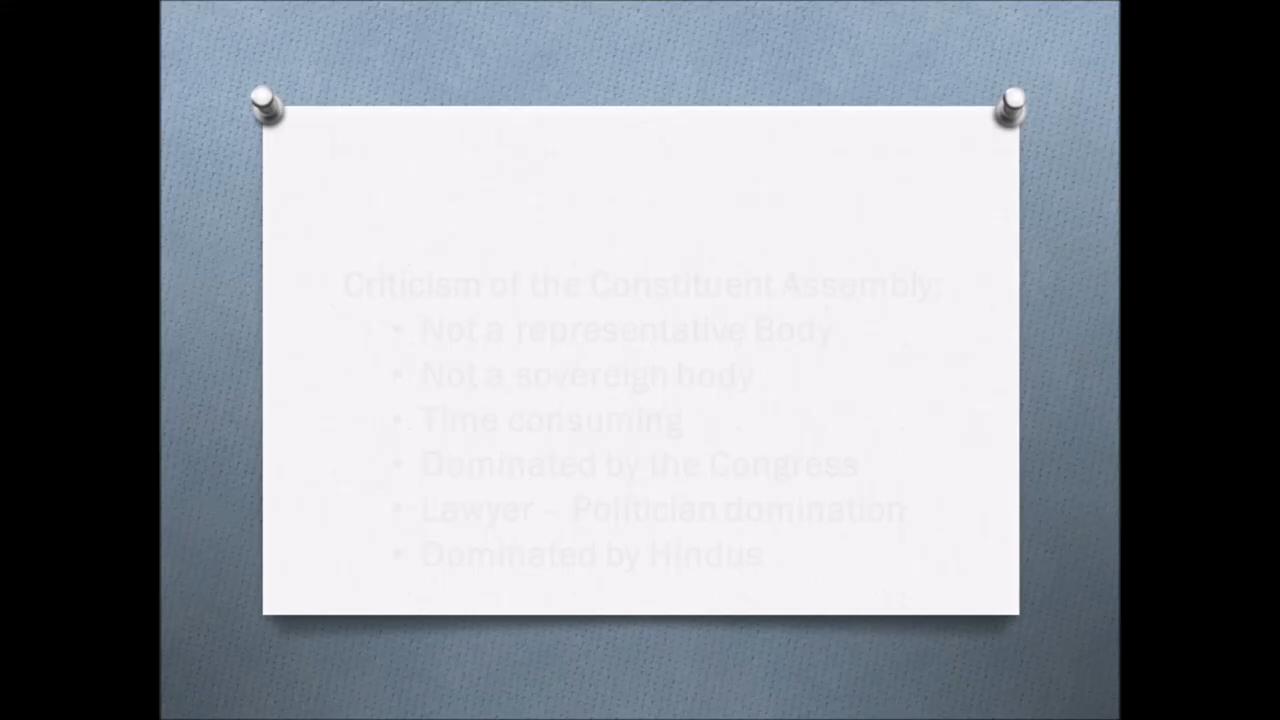 Criticism of the Constituent Assembly:
• Not a representative Body
• Not a sovereign body
• Time consuming
• Dominated by the Congress
• Lawyer – Politician domination
• Dominated by Hindus